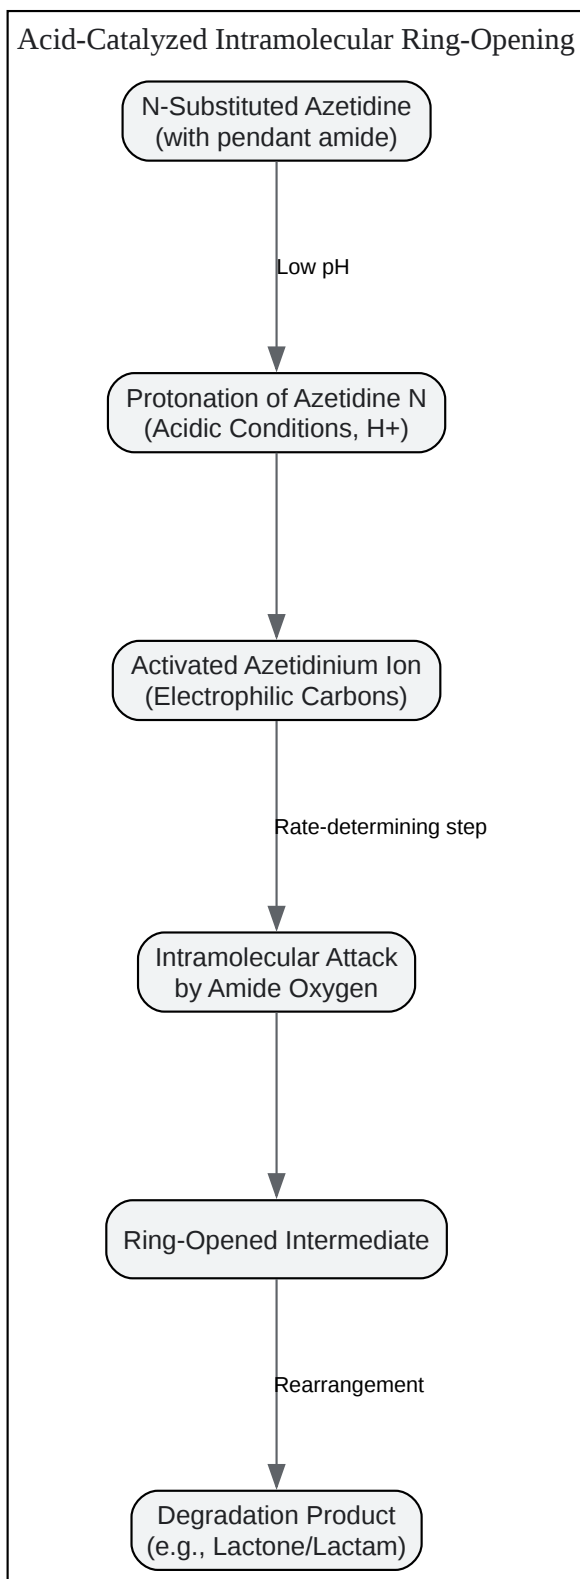 Acid-Catalyzed Intramolecular Ring-Opening
N-Substituted Azetidine
(with pendant amide)
Low pH
Protonation of Azetidine N
(Acidic Conditions, H+)
Activated Azetidinium Ion
(Electrophilic Carbons)
Rate-determining step
Intramolecular Attack
by Amide Oxygen
Ring-Opened Intermediate
Rearrangement
Degradation Product
(e.g., Lactone/Lactam)